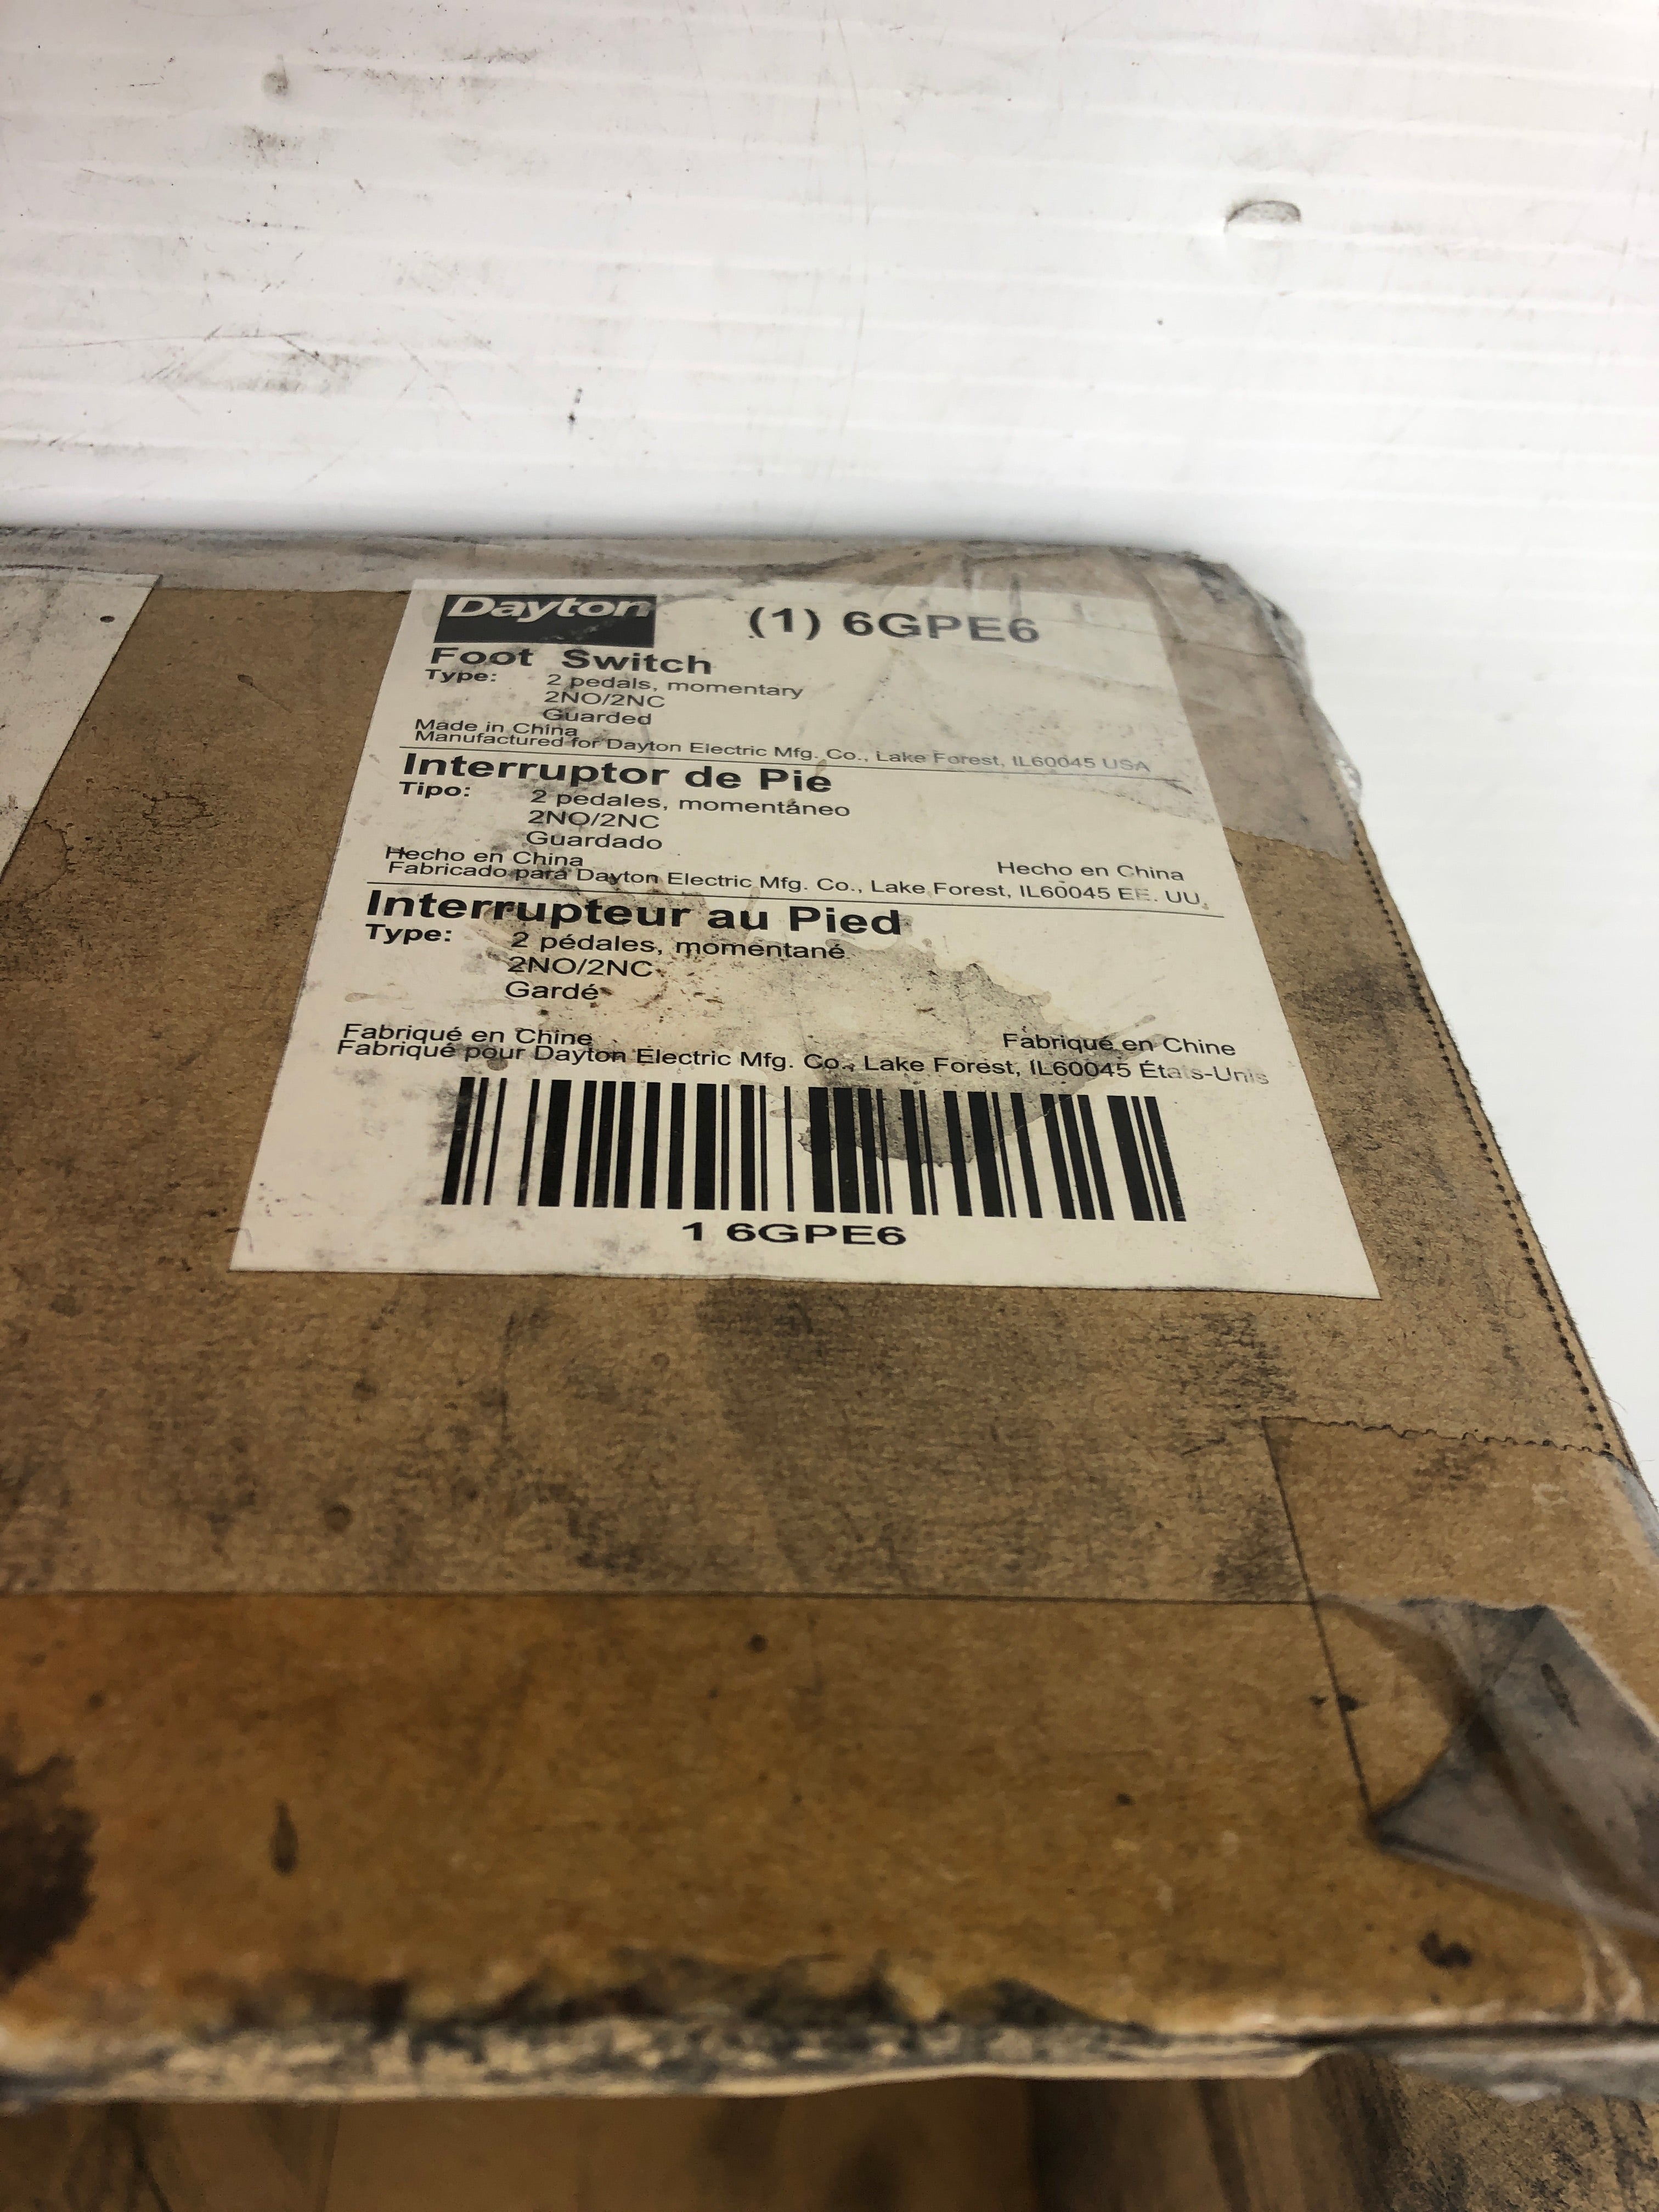 Dayton (1) 6GPE6
Foot Switch
Type: 2 pedals, momentary
2NO/2NC
Guarded
Made in China
Manufactured for Dayton Electric Mfg. Co., Lake Forest, IL60045 USA
Interruptor de Pie
Tipo: 2 pedales, momentáneo
2NO/2NC
Guardado
Hecho en China Hecho en China
Fabricado para Dayton Electric Mfg. Co., Lake Forest, IL60045 EE. UU.
Interrupteur au Pied
Type: 2 pédales, momentané
2NO/2NC
Gardé
Fabriqué en Chine Fabriqué en Chine
Fabriqué pour Dayton Electric Mfg. Co., Lake Forest, IL60045 États-Unis
1 6GPE6